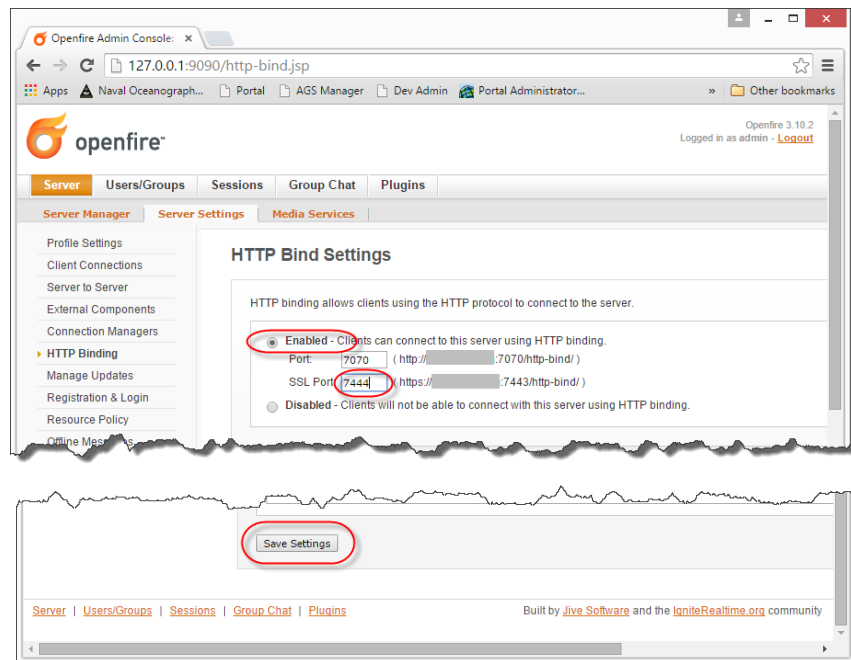 Openfire Admin Console:
127.0.0.1:9090/http-bind.jsp
Apps Naval Oceanograph... Portal AGS Manager Dev Admin Portal Administrator... » Other bookmarks
openfire™
Openfire 3.10.2
Logged in as admin - Logout
Server Users/Groups Sessions Group Chat Plugins
Server Manager Server Settings Media Services
Profile Settings
Client Connections
Server to Server
External Components
Connection Managers
HTTP Binding
Manage Updates
Registration & Login
Resource Policy
Offline Messages
HTTP Bind Settings
HTTP binding allows clients using the HTTP protocol to connect to the server.
Enabled - Clients can connect to this server using HTTP binding.
Port: 7070 ( http:// :7070/http-bind/ )
SSL Port: 7444 ( https:// :7443/http-bind/ )
Disabled - Clients will not be able to connect with this server using HTTP binding.
Save Settings
Server | Users/Groups | Sessions | Group Chat | Plugins
Built by Jive Software and the IgniteRealtime.org community